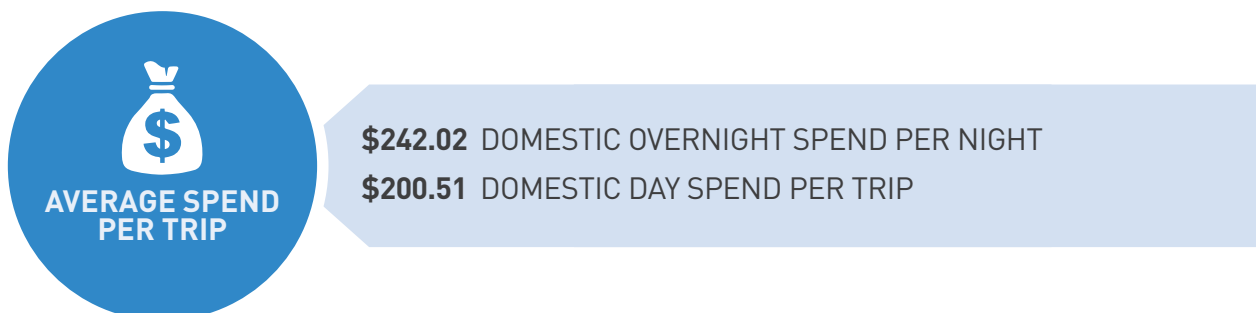 $
AVERAGE SPEND
PER TRIP
$242.02 DOMESTIC OVERNIGHT SPEND PER NIGHT
$200.51 DOMESTIC DAY SPEND PER TRIP